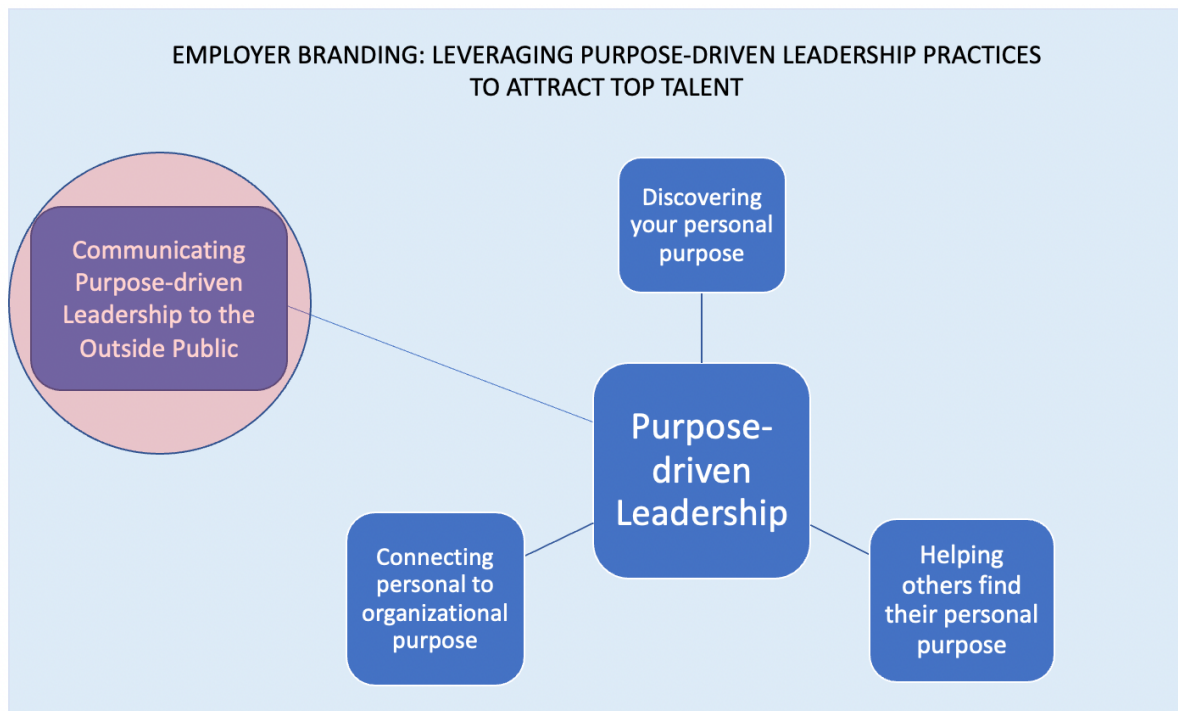 EMPLOYER BRANDING: LEVERAGING PURPOSE-DRIVEN LEADERSHIP PRACTICES
TO ATTRACT TOP TALENT
Communicating
Purpose-driven
Leadership to the
Outside Public
Discovering
your personal
purpose
Purpose-
driven
Leadership
Connecting
personal to
organizational
purpose
Helping
others find
their personal
purpose